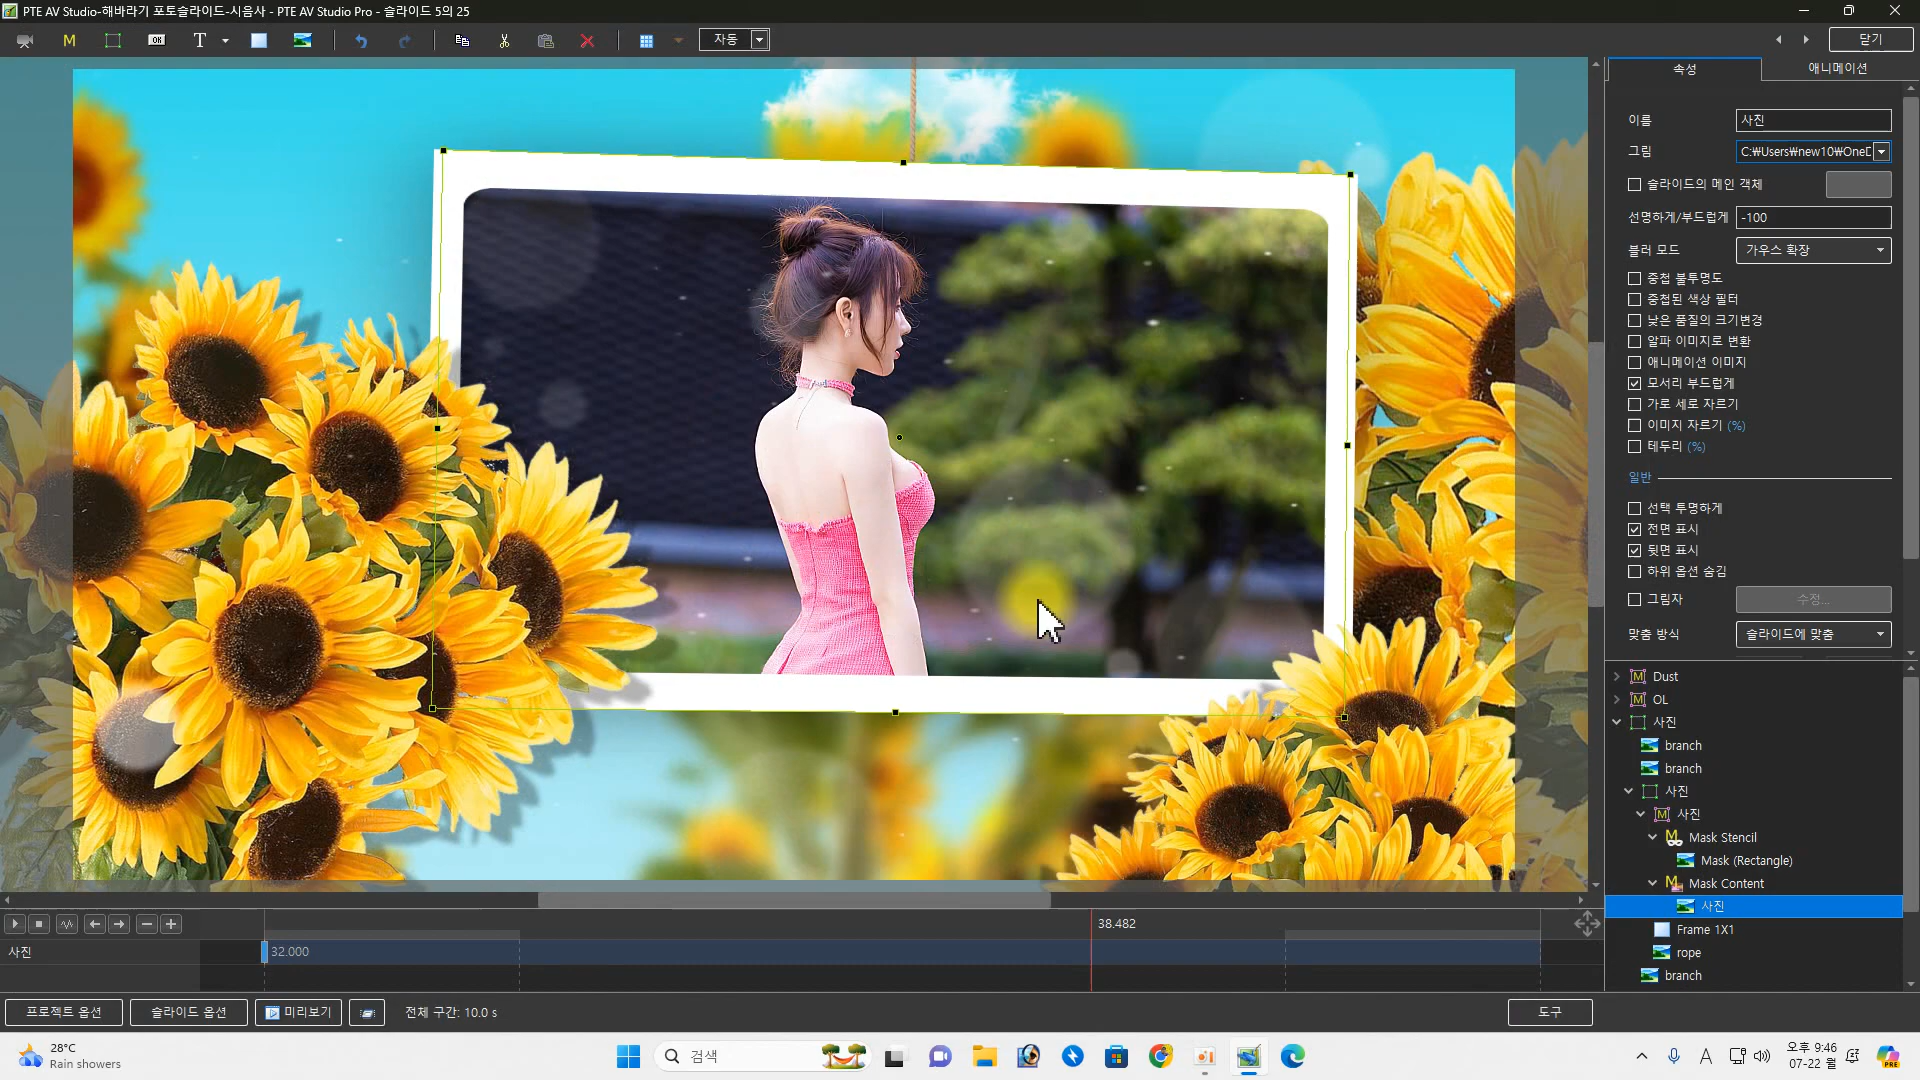 PTE AV Studio-해바라기 포토슬라이드-시음사 - PTE AV Studio Pro - 슬라이드 5의 25
M
OK
T
자동
닫기
속성
애니메이션
이름
사진
그림
C:₩Users₩new10₩OneD
슬라이드의 메인 객체
선명하게/부드럽게
-100
블러 모드
가우스 확장
중첩 불투명도
중첩된 색상 필터
낮은 품질의 크기변경
알파 이미지로 변환
애니메이션 이미지
모서리 부드럽게
가로 세로 자르기
이미지 자르기 (%)
테두리 (%)
일반
선택 투명하게
전면 표시
뒷면 표시
하위 옵션 숨김
그림자
수정...
맞춤 방식
슬라이드에 맞춤
Dust
OL
사진
branch
branch
사진
사진
Mask Stencil
Mask (Rectangle)
Mask Content
사진
Frame 1X1
rope
branch
38.482
사진
32.000
프로젝트 옵션
슬라이드 옵션
미리보기
전체 구간: 10.0 s
도구
28°C
Rain showers
검색
A
오후 9:46
07-22 월
PRE